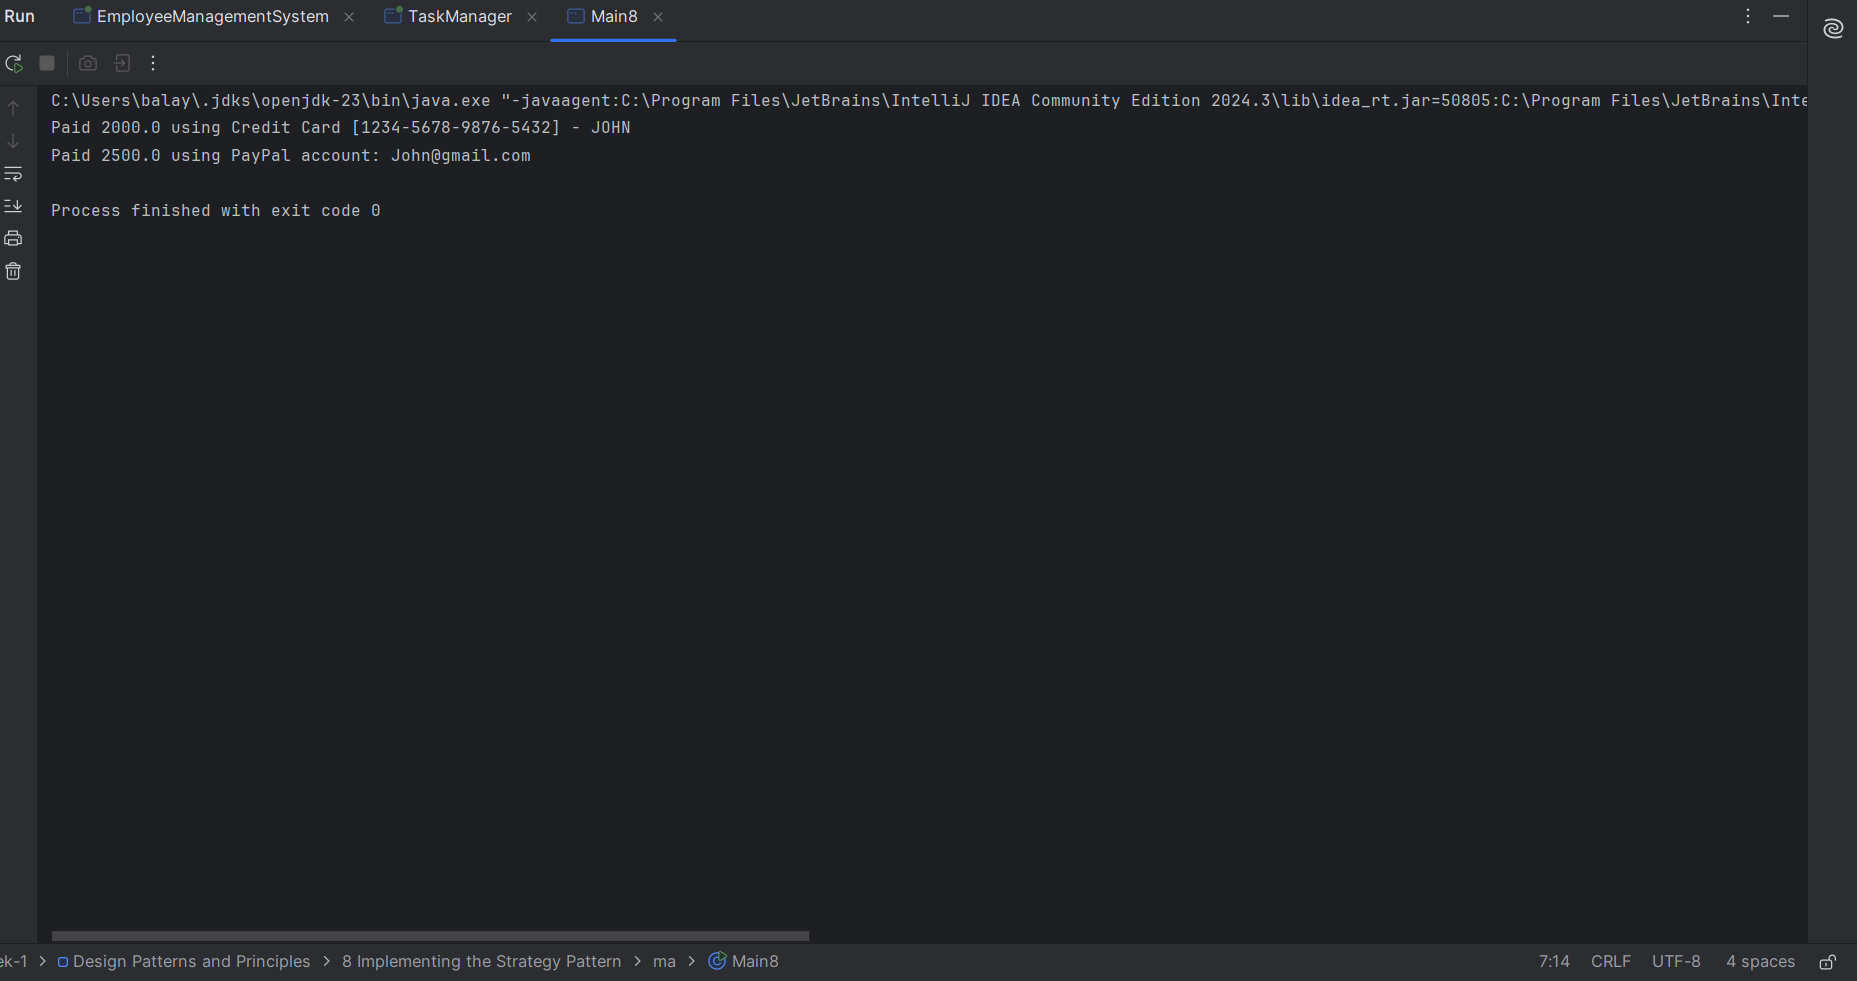 Run EmployeeManagementSystem TaskManager Main8
C:\Users\balay\.jdks\openjdk-23\bin\java.exe "-javaagent:C:\Program Files\JetBrains\IntelliJ IDEA Community Edition 2024.3\lib\idea_rt.jar=50805:C:\Program Files\JetBrains\Inte
Paid 2000.0 using Credit Card [1234-5678-9876-5432] - JOHN
Paid 2500.0 using PayPal account: John@gmail.com
Process finished with exit code 0
ek-1 > Design Patterns and Principles > 8 Implementing the Strategy Pattern > ma > Main8 7:14 CRLF UTF-8 4 spaces